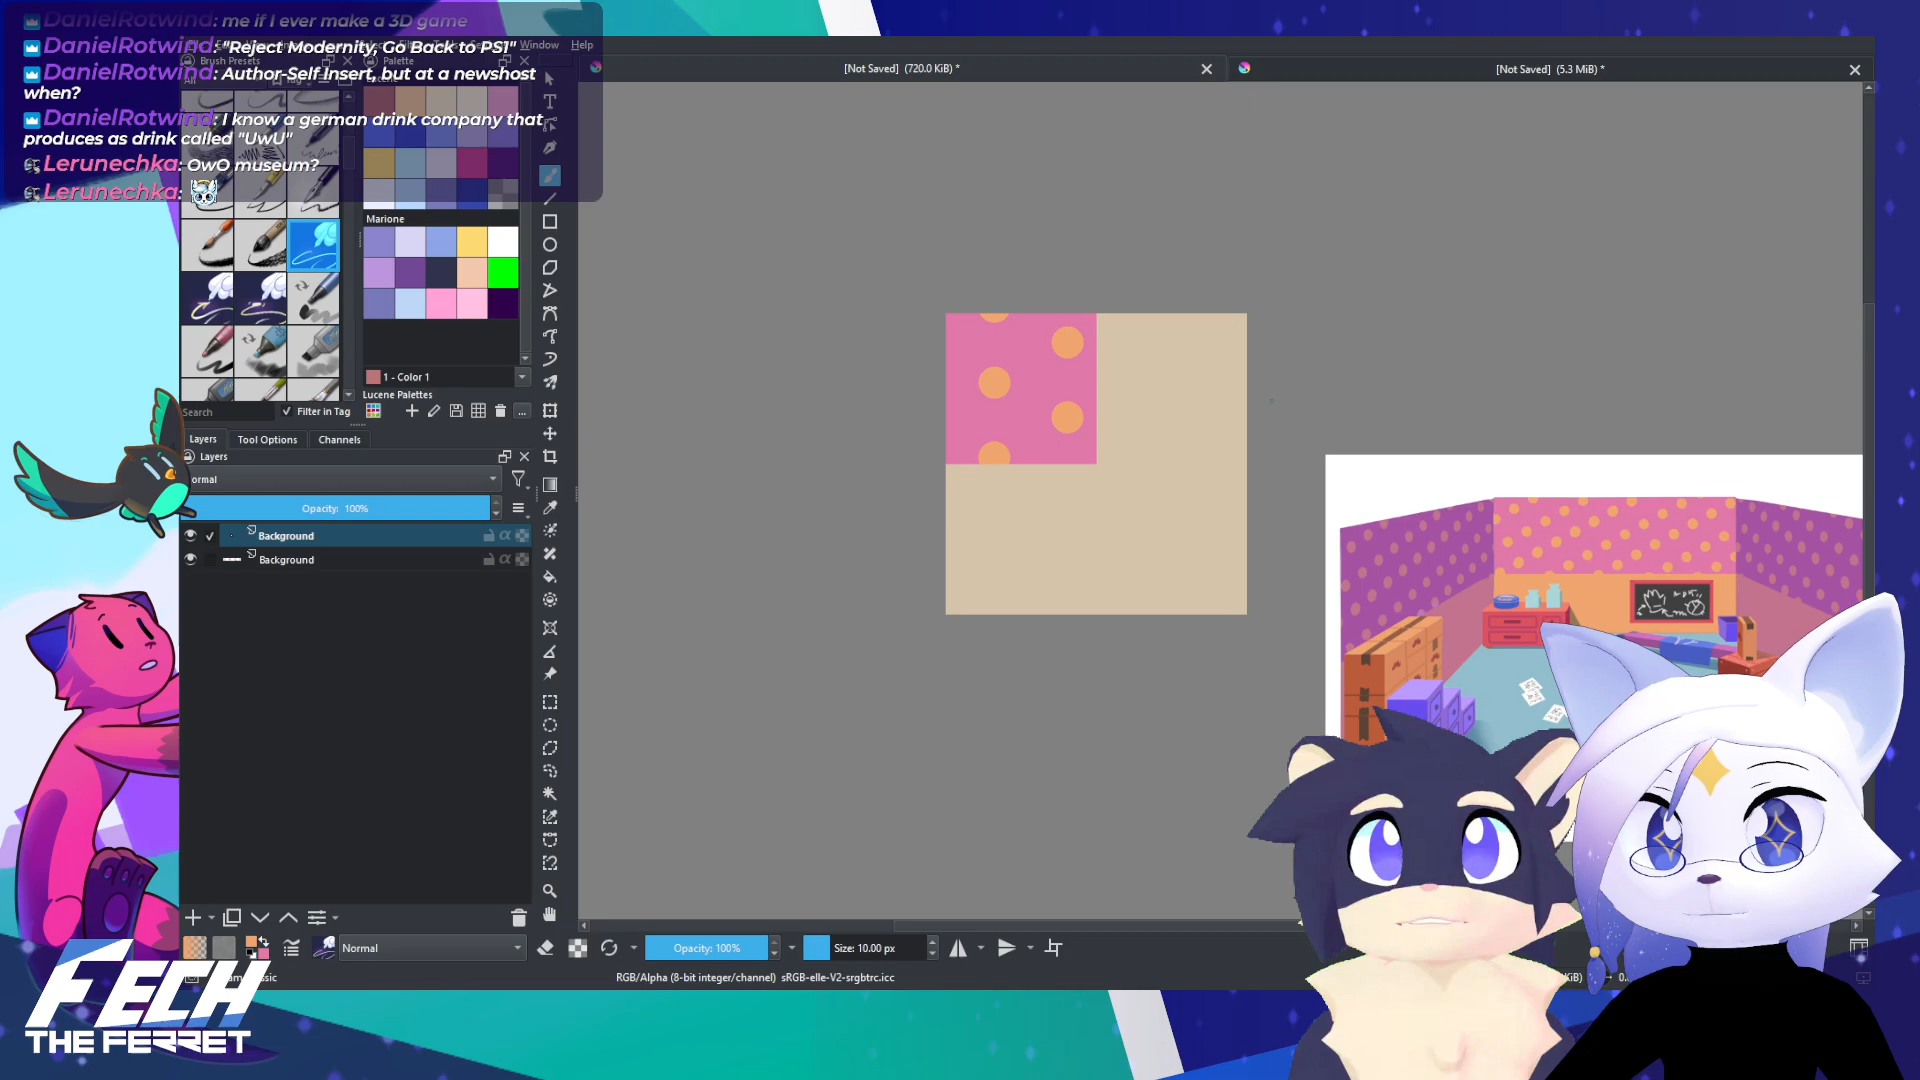 DanielRotwind: me if I ever make a 3D game
DanielRotwind: "Reject Modernity, Go Back to PS1"
DanielRotwind: Author-Self Insert, but at a newshost
when?
DanielRotwind: I know a german drink company that
produces as drink called "UwU"
Lerunechka: OwO museum?
Lerunechka:
Window Help
Brush Presets
Palette
[Not Saved] (720.0 KiB) *
[Not Saved] (5.3 MiB) *
Marione
1 - Color 1
Lucene Palettes
Search
Filter in Tag
...
Layers Tool Options Channels
Layers
ormal
Opacity: 100%
Background
Background
Normal
Opacity: 100%
Size: 10.00 px
RGB/Alpha (8-bit integer/channel) sRGB-elle-V2-srgbtrc.icc
FECH
THE FERRET